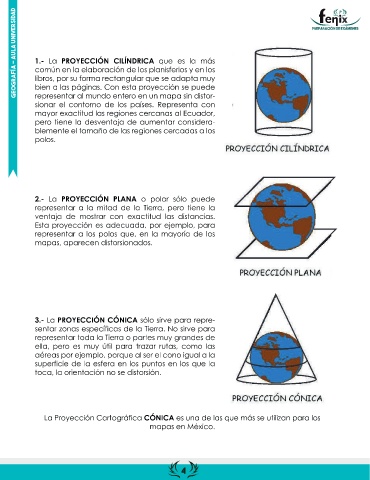 GEOGRAFÍA – AULA UNIVERSIDAD
fenix
PREPARACIÓN DE EXÁMENES
1.- La PROYECCIÓN CILÍNDRICA que es la más
común en la elaboración de los planisferios y en los
libros, por su forma rectangular que se adapta muy
bien a las páginas. Con esta proyección se puede
representar al mundo entero en un mapa sin distor-
sionar el contorno de los países. Representa con
mayor exactitud las regiones cercanas al Ecuador,
pero tiene la desventaja de aumentar considera-
blemente el tamaño de las regiones cercadas a los
polos.
PROYECCIÓN CILÍNDRICA
2.- La PROYECCIÓN PLANA o polar sólo puede
representar a la mitad de la Tierra, pero tiene la
ventaja de mostrar con exactitud las distancias.
Esta proyección es adecuada, por ejemplo, para
representar a los polos que, en la mayoría de los
mapas, aparecen distorsionados.
PROYECCIÓN PLANA
3.- La PROYECCIÓN CÓNICA sólo sirve para repre-
sentar zonas específicas de la Tierra. No sirve para
representar toda la Tierra o partes muy grandes de
ella, pero es muy útil para trazar rutas, como las
aéreas por ejemplo, porque al ser el cono igual a la
superficie de la esfera en los puntos en los que la
toca, la orientación no se distorsión.
PROYECCIÓN CÓNICA
La Proyección Cartográfica CÓNICA es una de las que más se utilizan para los
mapas en México.
4